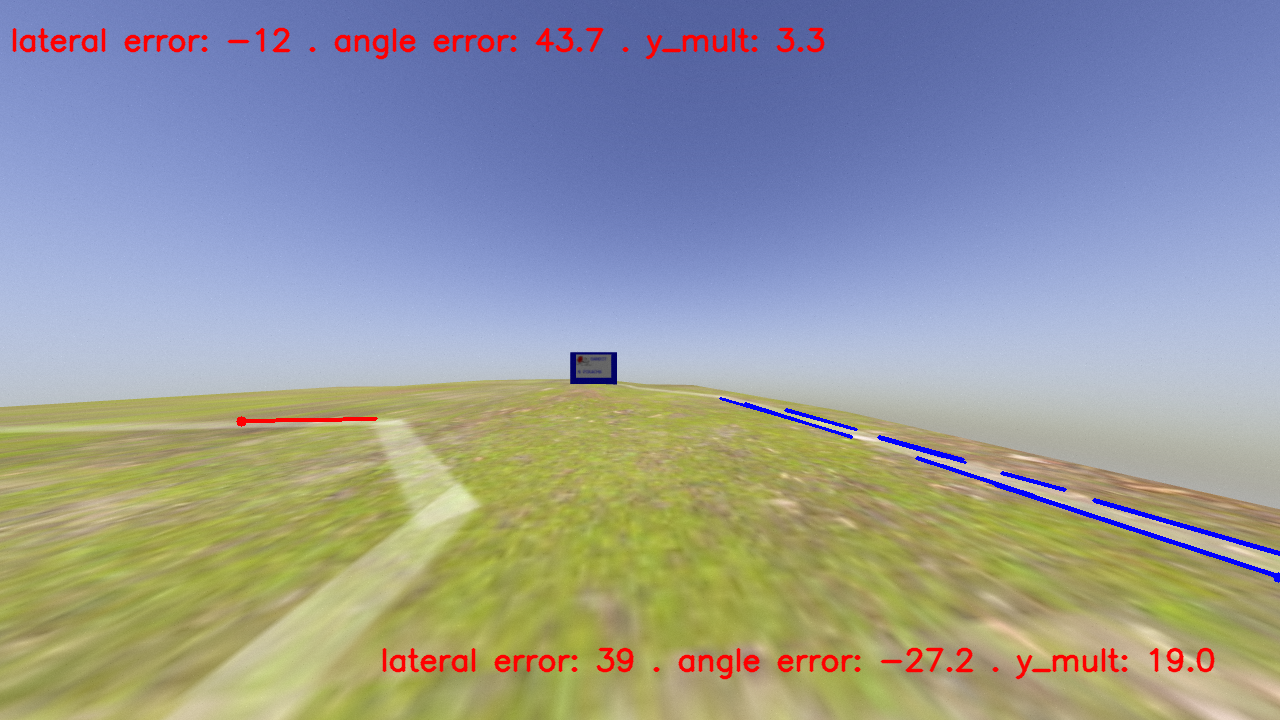 lateral error: -12 . angle error: 43.7 . y_mult: 3.3
lateral error: 39 . angle error: -27.2 . y_mult: 19.0